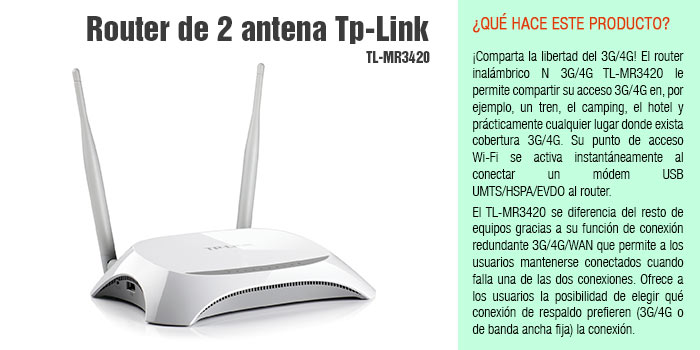 Router de 2 antena Tp-Link
TL-MR3420
TP-LINK
¿QUÉ HACE ESTE PRODUCTO?
¡Comparta la libertad del 3G/4G! El router
inalámbrico N 3G/4G TL-MR3420 le
permite compartir su acceso 3G/4G en, por
ejemplo, un tren, el camping, el hotel y
prácticamente cualquier lugar donde exista
cobertura 3G/4G. Su punto de acceso
Wi-Fi se activa instantáneamente al
conectar un módem USB
UMTS/HSPA/EVDO al router.
El TL-MR3420 se diferencia del resto de
equipos gracias a su función de conexión
redundante 3G/4G/WAN que permite a los
usuarios mantenerse conectados cuando
falla una de las dos conexiones. Ofrece a
los usuarios la posibilidad de elegir qué
conexión de respaldo prefieren (3G/4G o
de banda ancha fija) la conexión.